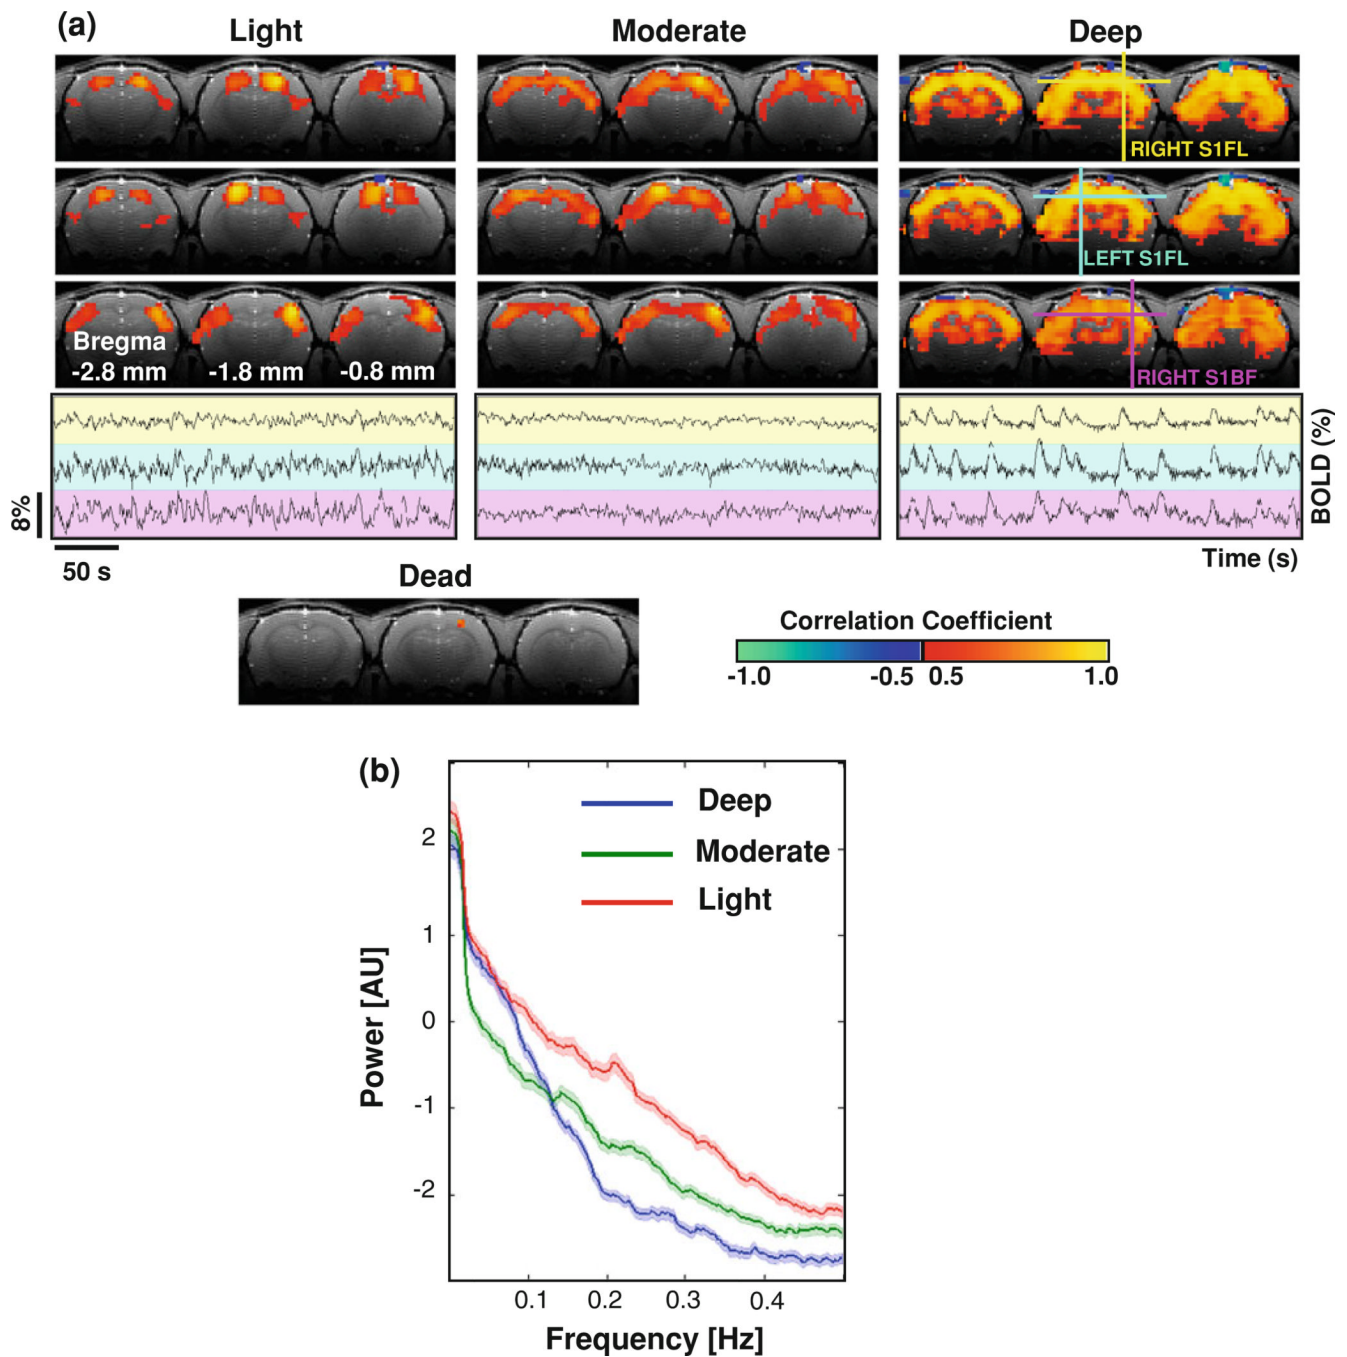 (a)
Light
Moderate
Deep
RIGHT S1FL
LEFT S1FL
Bregma
-2.8 mm
-1.8 mm
-0.8 mm
RIGHT S1BF
8%
BOLD (%)
50 s
Time (s)
Dead
Correlation Coefficient
-1.0
-0.5
0.5
1.0
(b)
Deep
Moderate
Light
2
1
0
-1
-2
Power [AU]
0.1
0.2
0.3
0.4
Frequency [Hz]